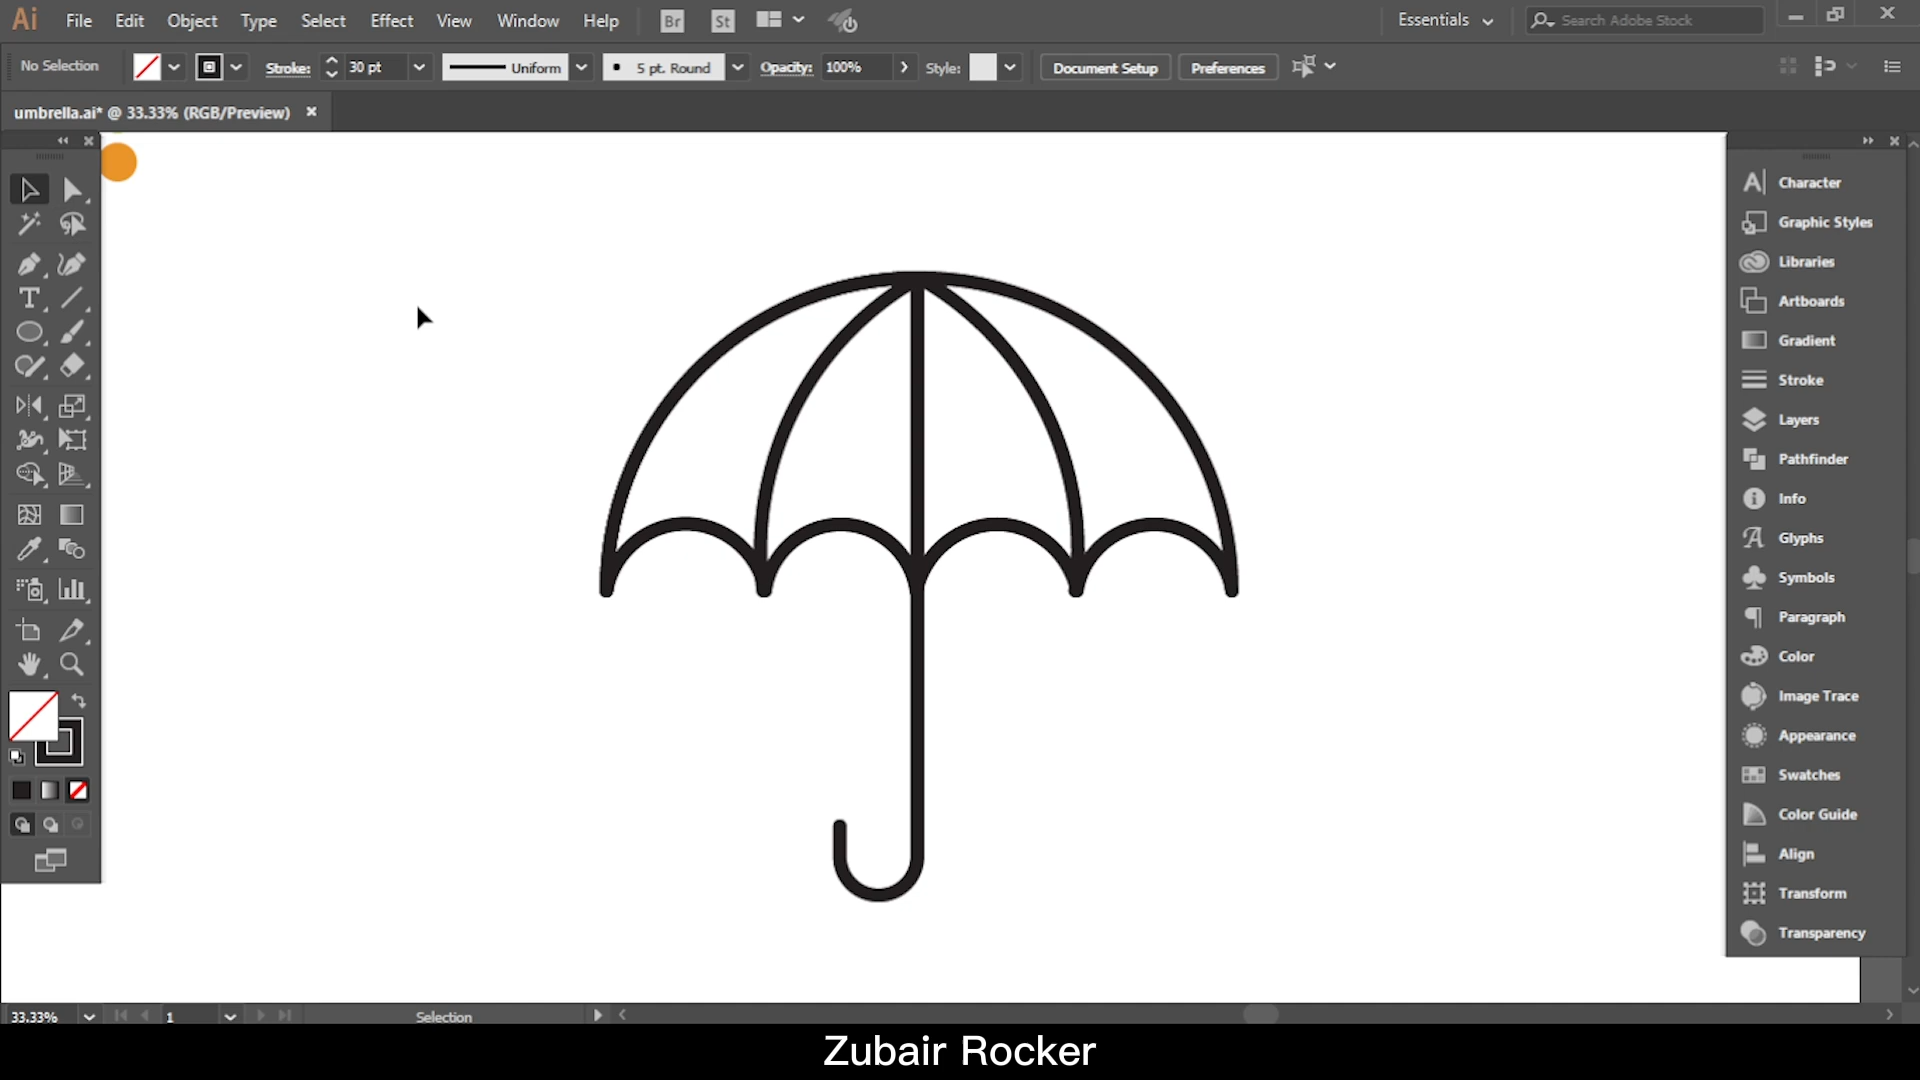 Ai File Edit Object Type Select Effect View Window Help Br St Essentials Search Adobe Stock
No Selection Stroke: 30 pt Uniform 5 pt. Round Opacity: 100% Style: Document Setup Preferences
umbrella.ai* @ 33.33% (RGB/Preview)
Character
Graphic Styles
Libraries
Artboards
Gradient
Stroke
Layers
Pathfinder
Info
Glyphs
Symbols
Paragraph
Color
Image Trace
Appearance
Swatches
Color Guide
Align
Transform
Transparency
33.33% 1 Selection
Zubair Rocker